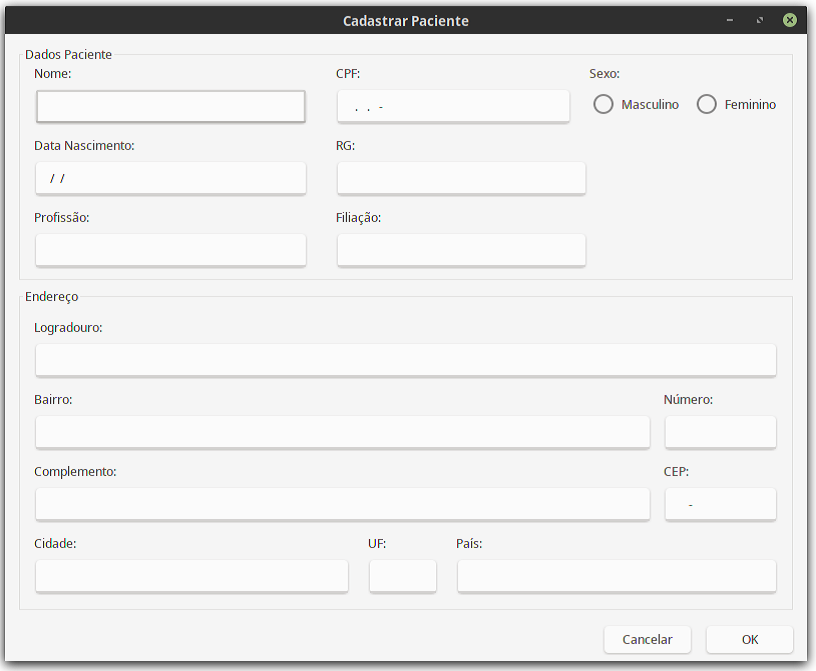 Cadastrar Paciente
Dados Paciente
Nome: CPF: Sexo:
. . - Masculino Feminino
Data Nascimento: RG:
/ /
Profissão: Filiação:
Endereço
Logradouro:
Bairro: Número:
Complemento: CEP:
-
Cidade: UF: País:
Cancelar OK